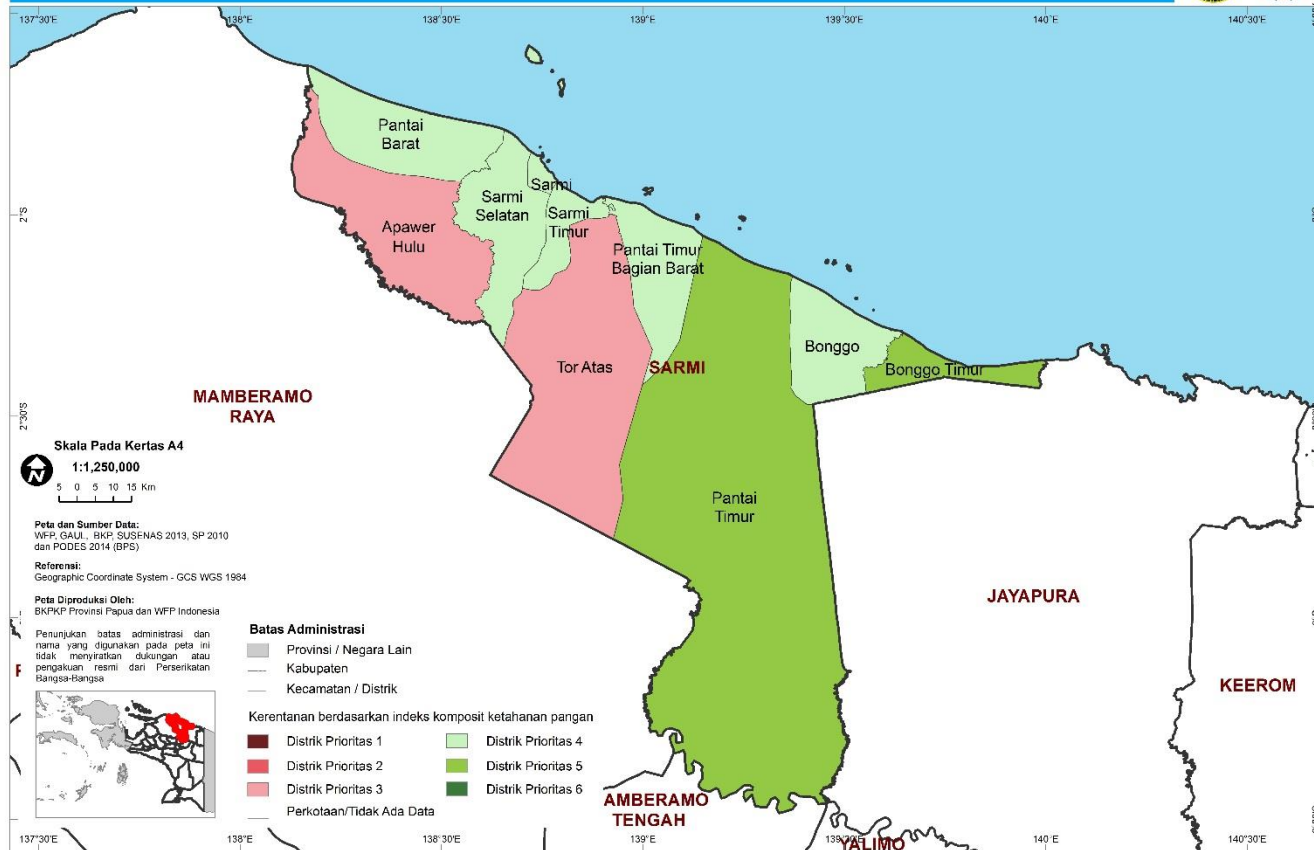 137°30'E
138°E
138°30'E
139°E
139°30'E
140°E
140°30'E
Pantai
Barat
Sarmi
Sarmi
Selatan
Sarmi
Timur
2°S
Apawer
Hulu
Pantai Timur
Bagian Barat
Bonggo
Tor Atas
SARMI
Bonggo Timur
MAMBERAMO
RAYA
2°30'S
Pantai
Timur
JAYAPURA
KEEROM
AMBERAMO
TENGAH
YALIMO
Skala Pada Kertas A4
1:1,250,000
N
5 0 5 10 15 Km
Peta dan Sumber Data:
WFP, GAUL, BKP, SUSENAS 2013, SP 2010
dan PODES 2014 (BPS)
Referensi:
Geographic Coordinate System - GCS WGS 1984
Peta Diproduksi Oleh:
BKPKP Provinsi Papua dan WFP Indonesia
Penunjukan batas administrasi dan
nama yang digunakan pada peta ini
tidak menyiratkan dukungan atau
pengakuan resmi dari Perserikatan
Bangsa-Bangsa
Batas Administrasi
Provinsi / Negara Lain
Kabupaten
Kecamatan / Distrik
Kerentanan berdasarkan indeks komposit ketahanan pangan
Distrik Prioritas 1
Distrik Prioritas 2
Distrik Prioritas 3
Perkotaan/Tidak Ada Data
Distrik Prioritas 4
Distrik Prioritas 5
Distrik Prioritas 6
137°30'E
138°E
138°30'E
139°E
139°30'E
140°E
140°30'E